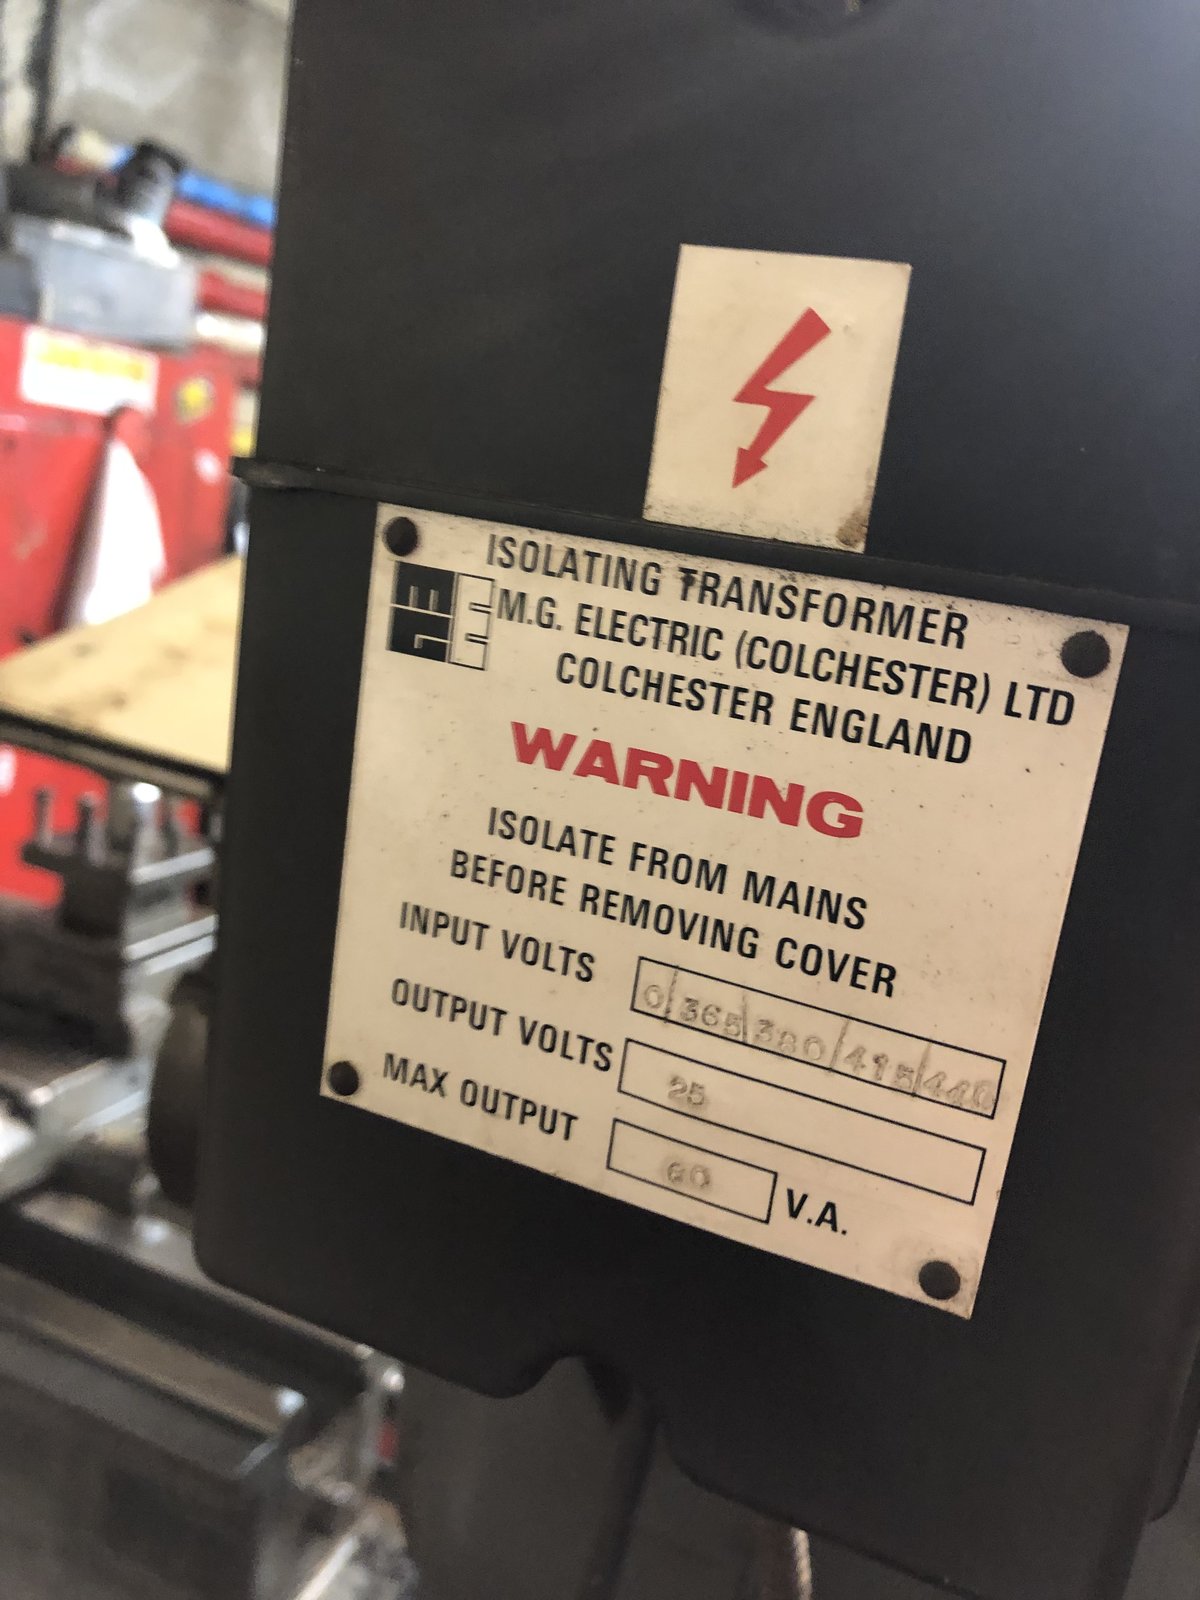 ISOLATING TRANSFORMER
M.G. ELECTRIC (COLCHESTER) LTD
COLCHESTER ENGLAND
WARNING
ISOLATE FROM MAINS
BEFORE REMOVING COVER
INPUT VOLTS 0/365/380/415/440
OUTPUT VOLTS 25
MAX OUTPUT 60 V.A.